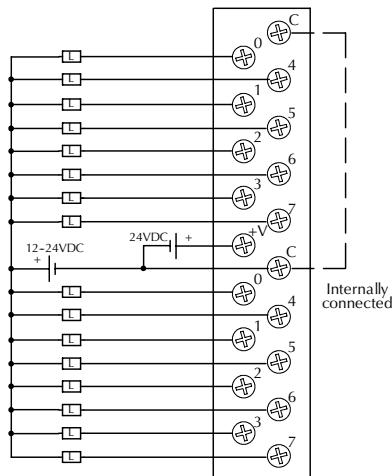 C
0
L
4
L
1
L
5
L
2
L
6
L
3
L
7
L
24VDC
+
+V
12-24VDC
+
C
0
L
Internally
connected
4
L
1
L
5
L
2
L
6
L
3
L
7
L